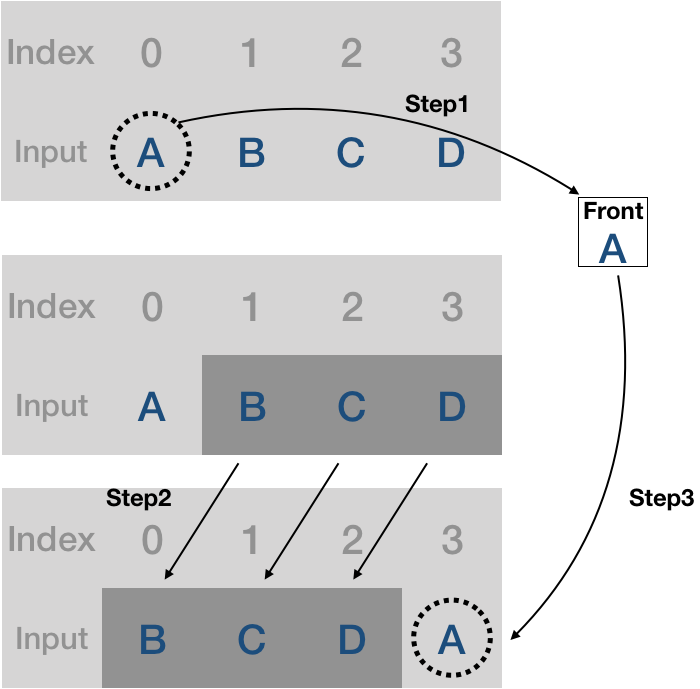 Index 0 1 2 3
Step1
Input A B C D
Front
A
Index 0 1 2 3
Input A B C D
Step2
Step3
Index 0 1 2 3
Input B C D A